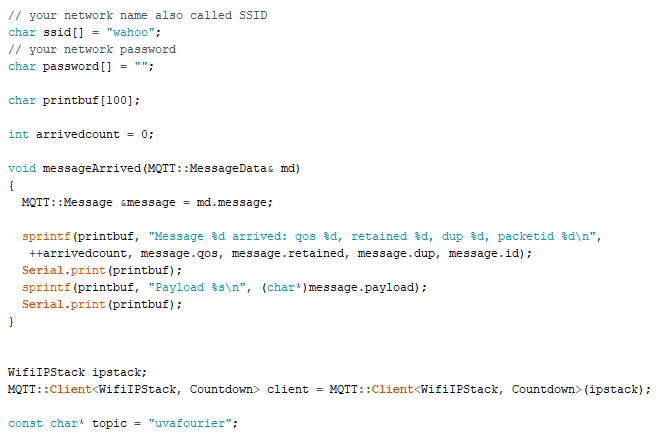 // your network name also called SSID
char ssid[] = "wahoo";
// your network password
char password[] = "";
char printbuf[100];
int arrivedcount = 0;
void messageArrived(MQTT::MessageData& md)
{
MQTT::Message &message = md.message;
sprintf(printbuf, "Message %d arrived: qos %d, retained %d, dup %d, packetid %d\n",
++arrivedcount, message.qos, message.retained, message.dup, message.id);
Serial.print(printbuf);
sprintf(printbuf, "Payload %s\n", (char*)message.payload);
Serial.print(printbuf);
}
WifiIPStack ipstack;
MQTT::Client<WifiIPStack, Countdown> client = MQTT::Client<WifiIPStack, Countdown>(ipstack);
const char* topic = "uvafourier";